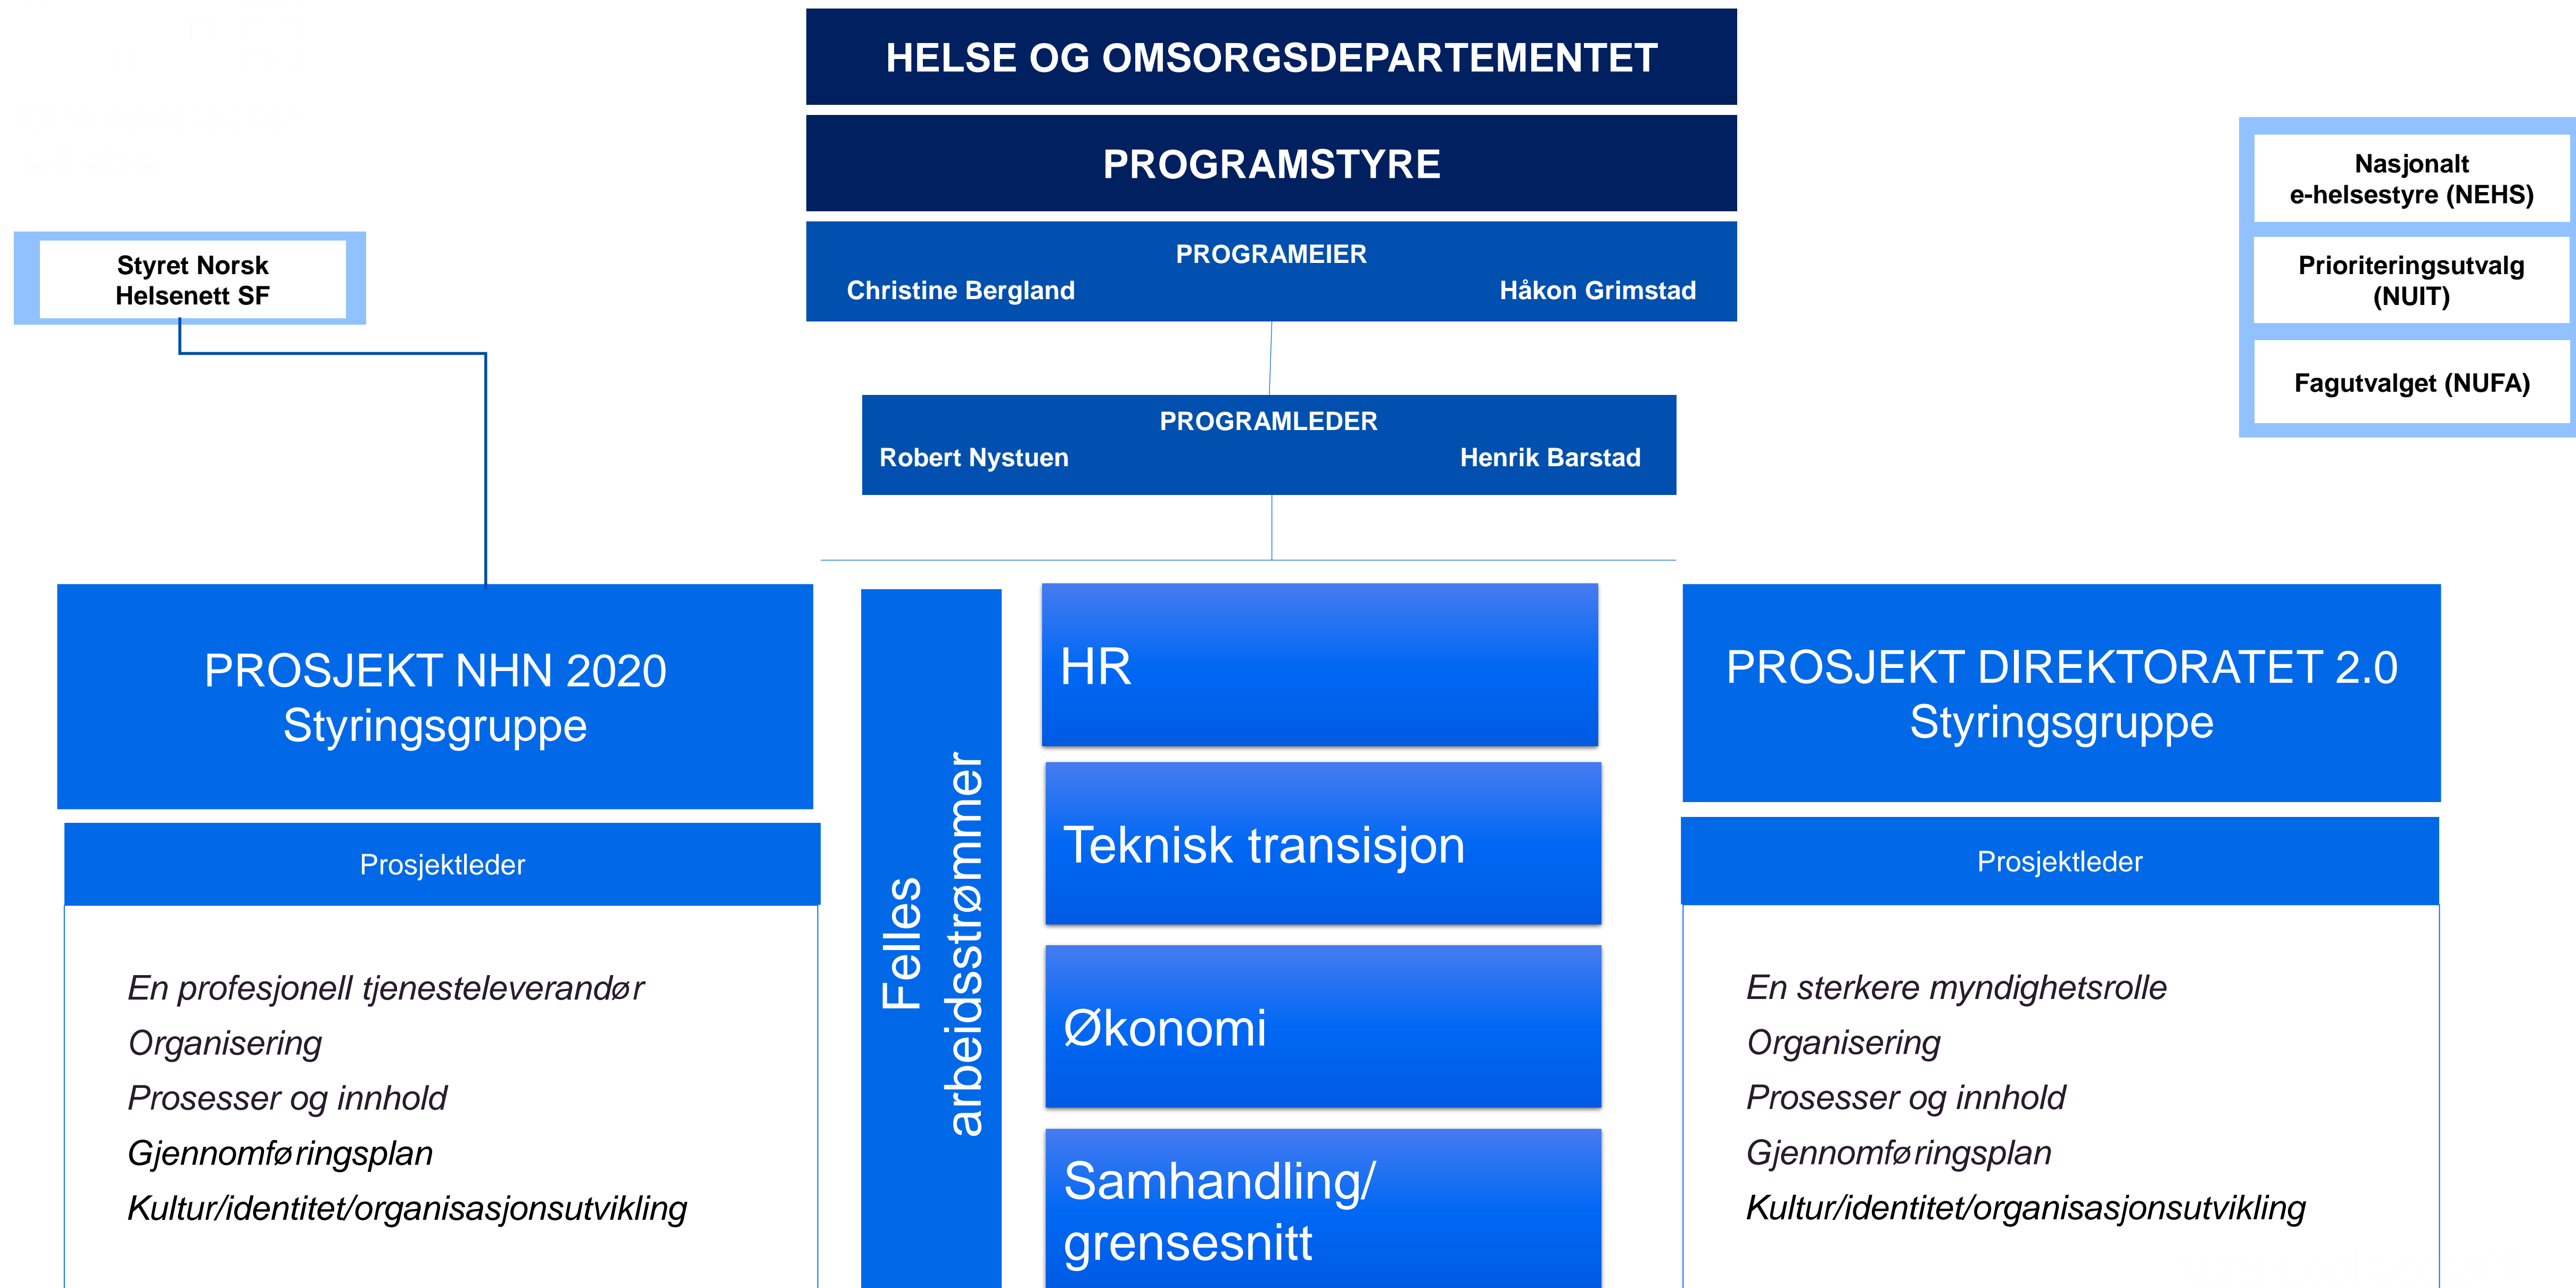 HELSE OG OMSORGSDEPARTEMENTET
PROGRAMSTYRE
PROGRAMEIER
Christine Bergland
Håkon Grimstad
PROGRAMLEDER
Robert Nystuen
Henrik Barstad
Styret Norsk
Helsenett SF
Nasjonalt
e-helsestyre (NEHS)
Prioriteringsutvalg
(NUIT)
Fagutvalget (NUFA)
PROSJEKT NHN 2020
Styringsgruppe
Prosjektleder
En profesjonell tjenesteleverandør
Organisering
Prosesser og innhold
Gjennomføringsplan
Kultur/identitet/organisasjonsutvikling
Felles
arbeidsstrømmer
HR
Teknisk transisjon
Økonomi
Samhandling/
grensesnitt
PROSJEKT DIREKTORATET 2.0
Styringsgruppe
Prosjektleder
En sterkere myndighetsrolle
Organisering
Prosesser og innhold
Gjennomføringsplan
Kultur/identitet/organisasjonsutvikling